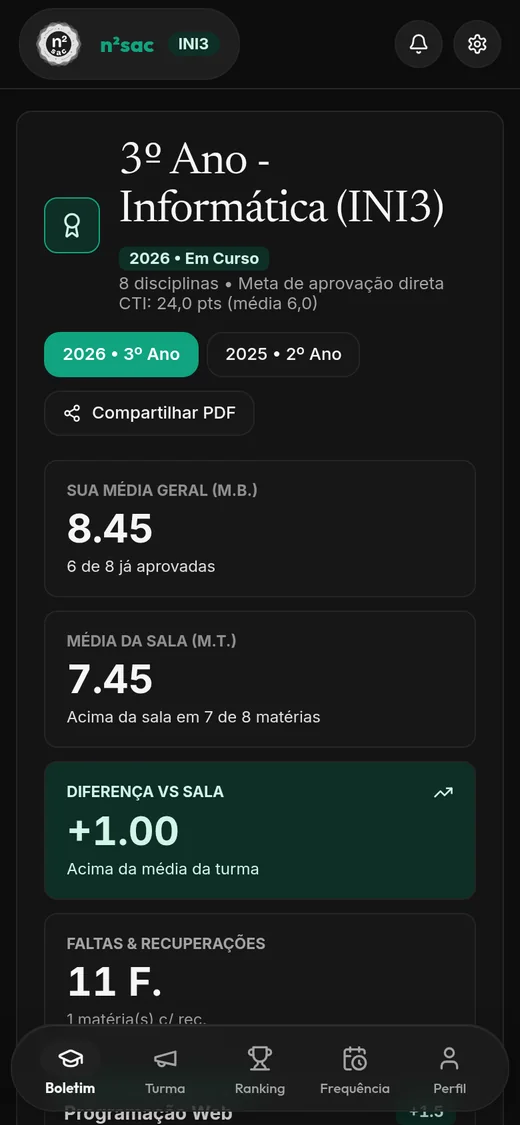 n²
sac
n²sac
INI3
3º Ano -
Informática (INI3)
2026 • Em Curso
8 disciplinas • Meta de aprovação direta
CTI: 24,0 pts (média 6,0)
2026 • 3º Ano
2025 • 2º Ano
Compartilhar PDF
SUA MÉDIA GERAL (M.B.)
8.45
6 de 8 já aprovadas
MÉDIA DA SALA (M.T.)
7.45
Acima da sala em 7 de 8 matérias
DIFERENÇA VS SALA
+1.00
Acima da média da turma
FALTAS & RECUPERAÇÕES
11 F.
1 matéria(s) c/ rec.
Boletim
Turma
Ranking
Frequência
Perfil
Programação Web
+1.5